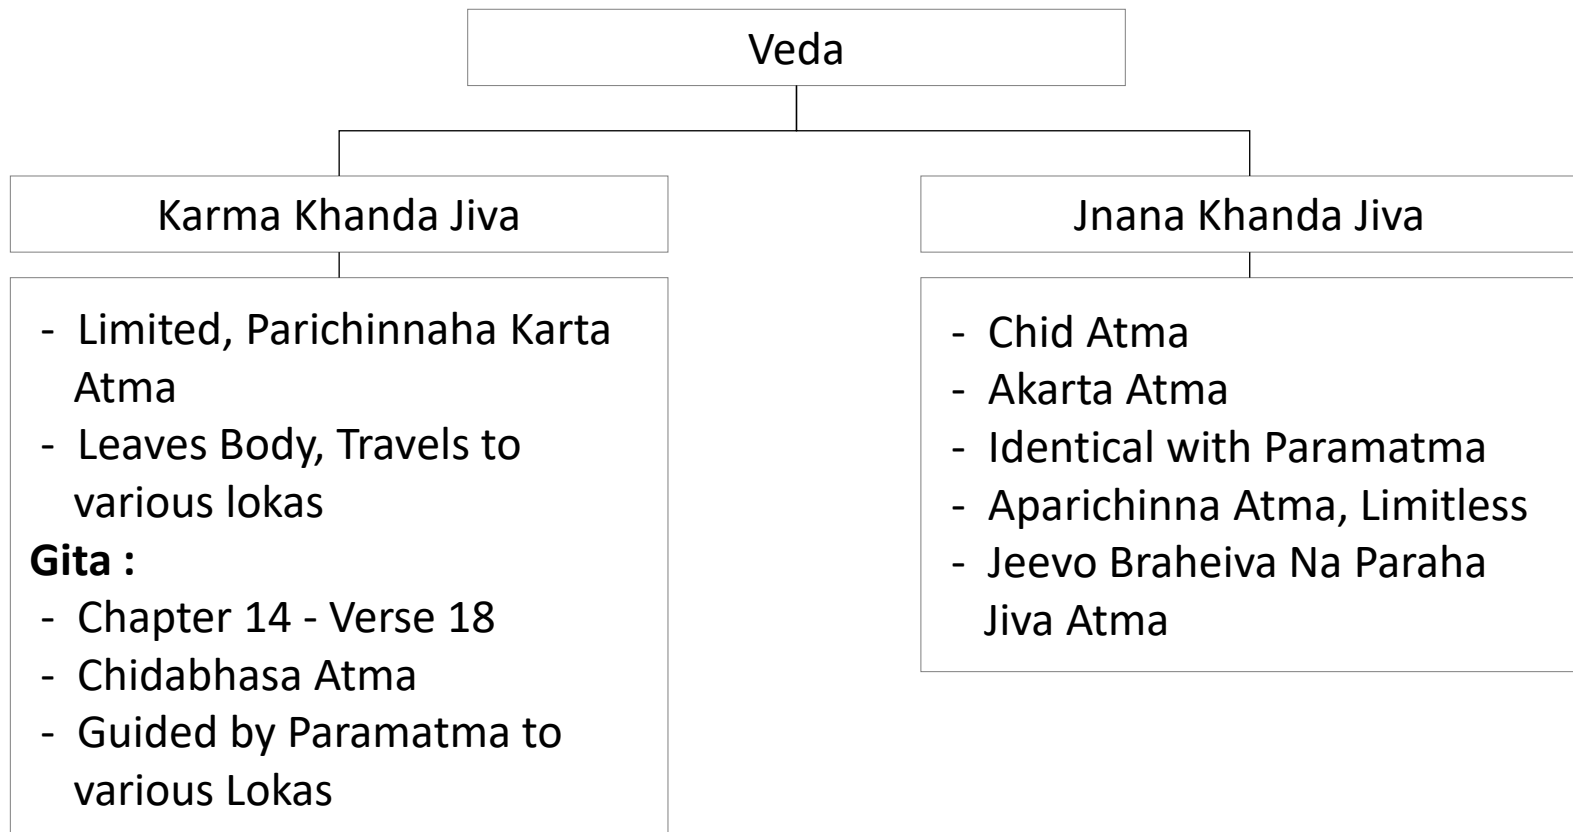 Veda
Karma Khanda Jiva
- Limited, Parichinnaha Karta
Atma
- Leaves Body, Travels to
various lokas
Gita :
- Chapter 14 - Verse 18
- Chidabhasa Atma
- Guided by Paramatma to
various Lokas
Jnana Khanda Jiva
- Chid Atma
- Akarta Atma
- Identical with Paramatma
- Aparichinna Atma, Limitless
- Jeevo Braheiva Na Paraha
Jiva Atma